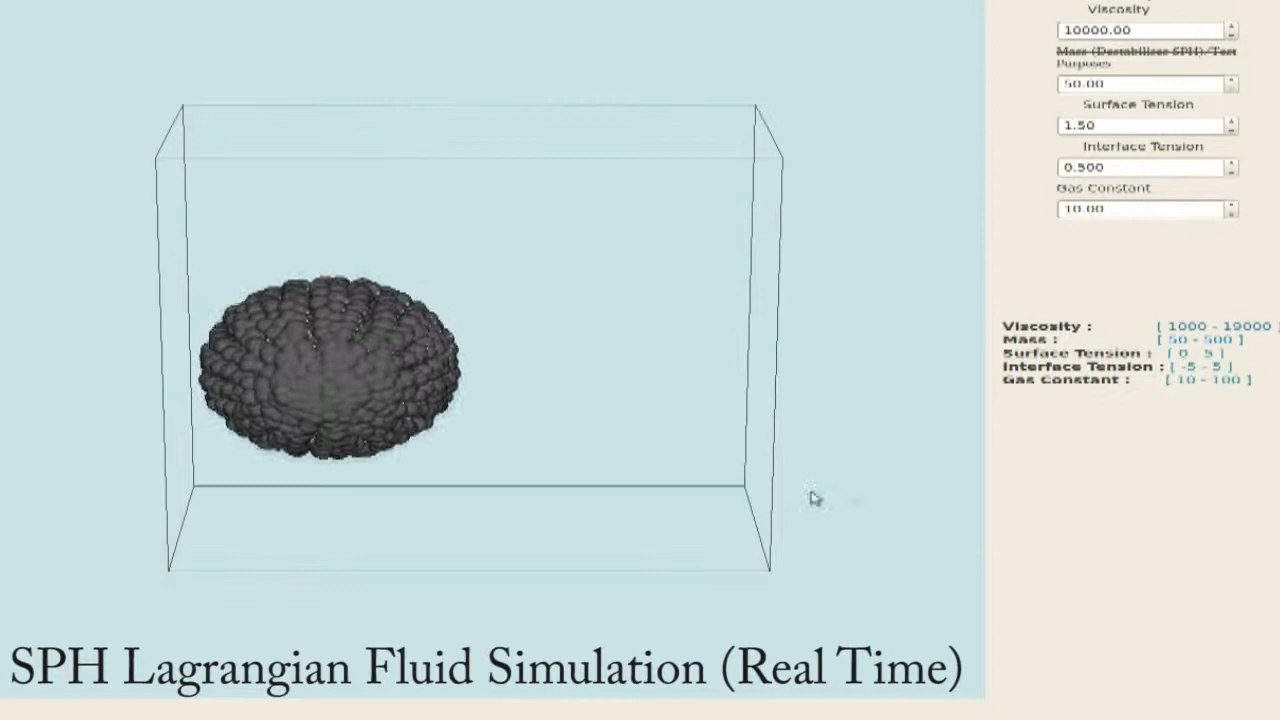 Viscosity
10000.00
Mass (Destabilises SPH)/Test
Purposes
50.00
Surface Tension
1.50
Interface Tension
0.500
Gas Constant
10.00
Viscosity : [ 1000 - 19000 ]
Mass : [ 50 - 500 ]
Surface Tension : [ 0 5 ]
Interface Tension : [ -5 - 5 ]
Gas Constant : [ 10 - 100 ]
SPH Lagrangian Fluid Simulation (Real Time)